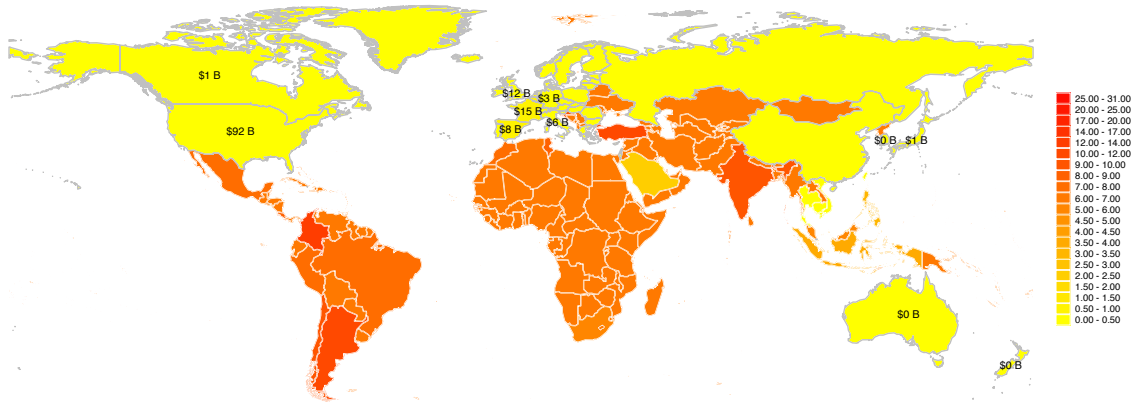 $1 B
$92 B
$12 B
$3 B
$15 B
$6 B
$8 B
$0 B
$1 B
$0 B
$0 B
25.00 - 31.00
20.00 - 25.00
17.00 - 20.00
14.00 - 17.00
12.00 - 14.00
10.00 - 12.00
9.00 - 10.00
8.00 - 9.00
7.00 - 8.00
6.00 - 7.00
5.00 - 6.00
4.50 - 5.00
4.00 - 4.50
3.50 - 4.00
3.00 - 3.50
2.50 - 3.00
2.00 - 2.50
1.50 - 2.00
1.00 - 1.50
0.50 - 1.00
0.00 - 0.50